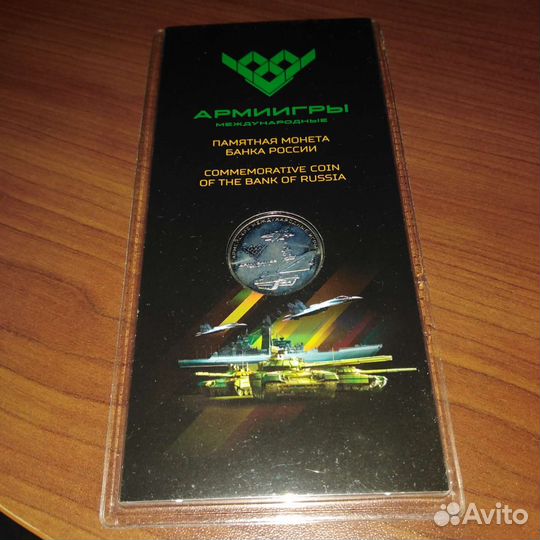 АРМИИГРЫ
МЕЖДУНАРОДНЫЕ
ПАМЯТНАЯ МОНЕТА
БАНКА РОССИИ
COMMEMORATIVE COIN
OF THE BANK OF RUSSIA
Avito